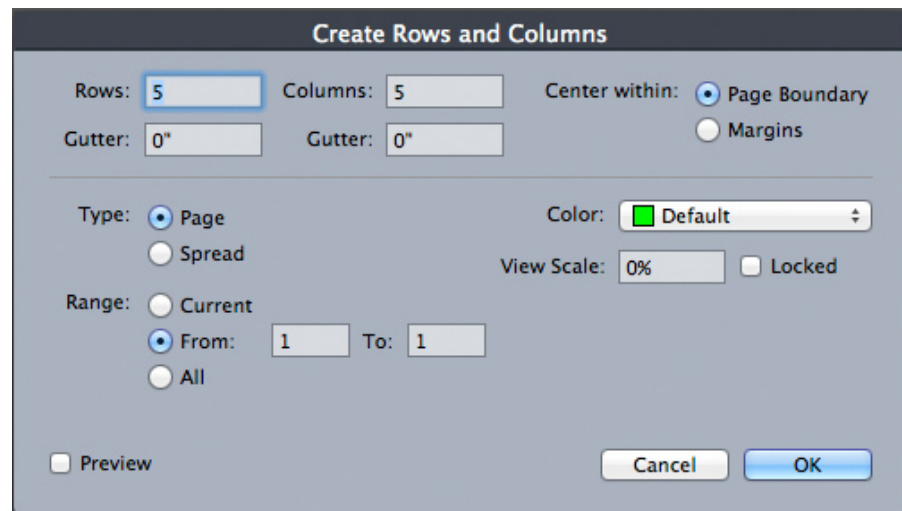 Create Rows and Columns
Rows: 5 Columns: 5 Center within: Page Boundary
Gutter: 0" Gutter: 0" Margins
Type: Page Color: Default
Spread
View Scale: 0% Locked
Range: Current
From: 1 To: 1
All
Preview Cancel OK